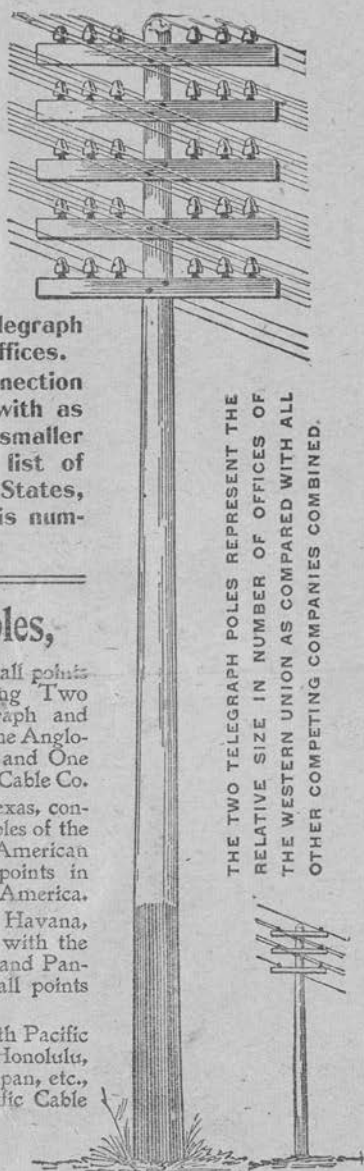 legraph
ffices.
nection
with as
smaller
list of
States,
is num-
les,
all points
ng Two
raph and
he Anglo-
and One
Cable Co.
exas, con-
bles of the
American
points in
America.
Havana,
with the
and Pan-
all points
th Pacific
Honolulu,
pan, etc.,
fic Cable
THE TWO TELEGRAPH POLES REPRESENT THE
RELATIVE SIZE IN NUMBER OF OFFICES OF
THE WESTERN UNION AS COMPARED WITH ALL
OTHER COMPETING COMPANIES COMBINED.